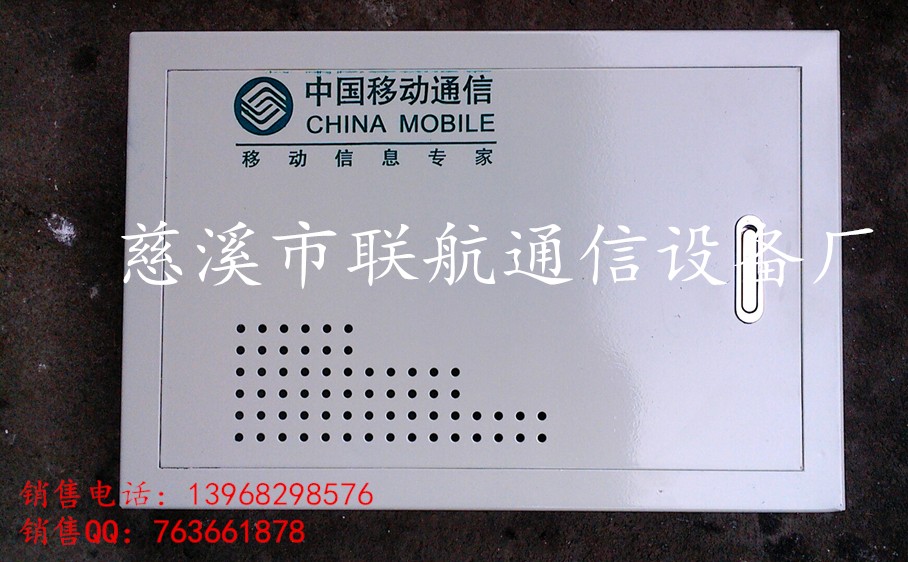 中国移动通信
CHINA MOBILE
移动信息专家
慈溪市联航通信设备厂
销售电话：13968298576
销售QQ：763661878